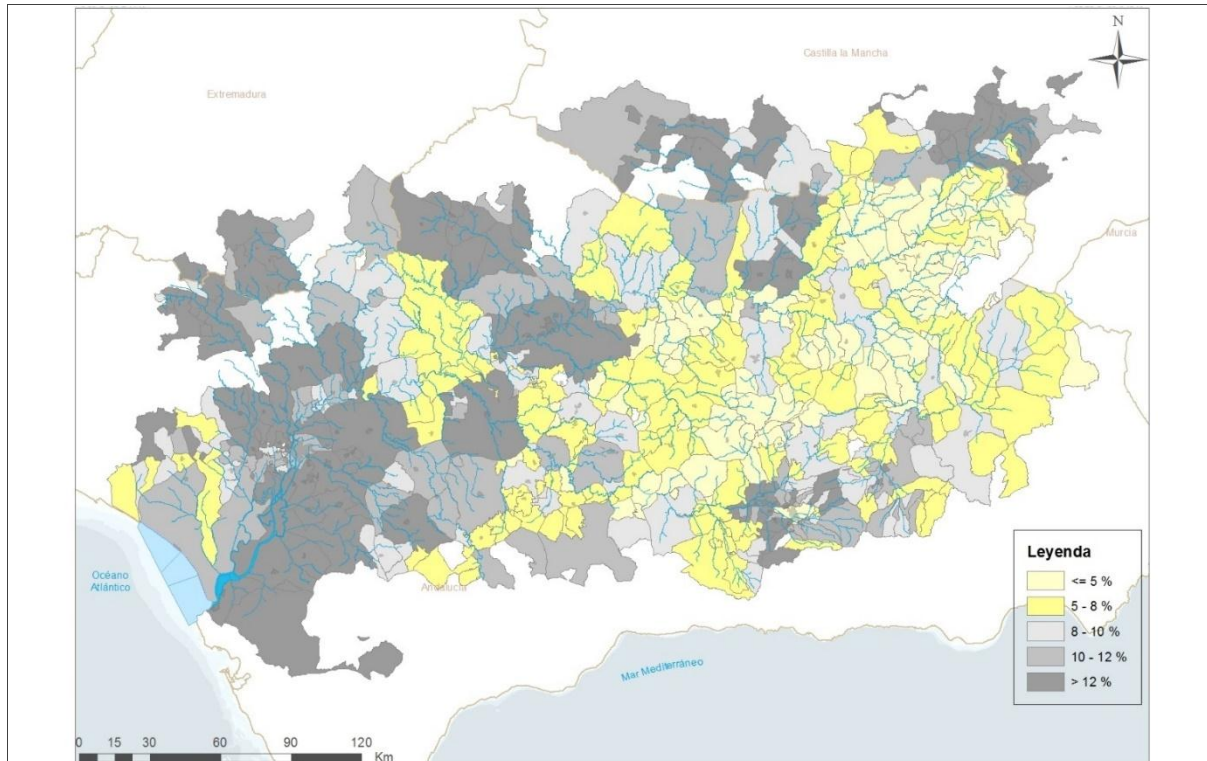 N
Castilla la Mancha
Extremadura
Murcia
Océano
Atlántico
Andalucía
Mar Mediterráneo
Leyenda
<= 5 %
5 - 8 %
8 - 10 %
10 - 12 %
> 12 %
0 15 30 60 90 120
Km